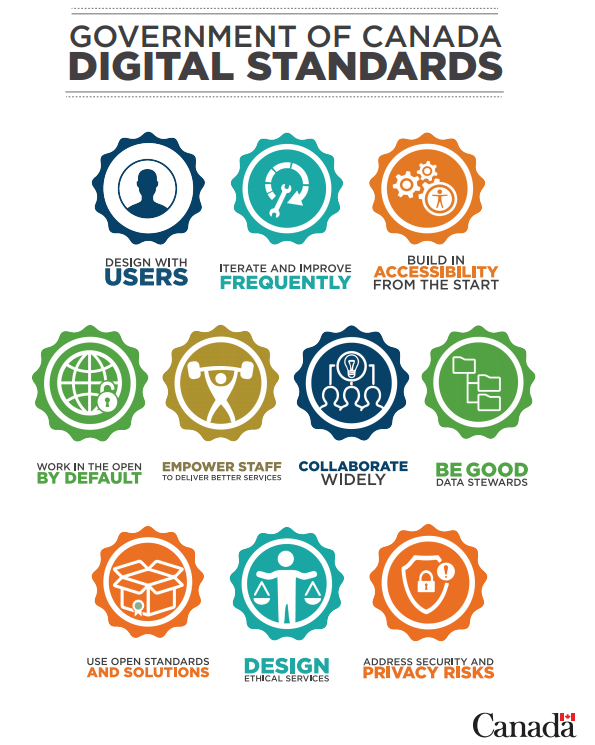 GOVERNMENT OF CANADA
DIGITAL STANDARDS
DESIGN WITH
USERS
ITERATE AND IMPROVE
FREQUENTLY
BUILD IN
ACCESSIBILITY
FROM THE START
WORK IN THE OPEN
BY DEFAULT
EMPOWER STAFF
TO DELIVER BETTER SERVICES
COLLABORATE
WIDELY
BE GOOD
DATA STEWARDS
USE OPEN STANDARDS
AND SOLUTIONS
DESIGN
ETHICAL SERVICES
ADDRESS SECURITY AND
PRIVACY RISKS
Canada